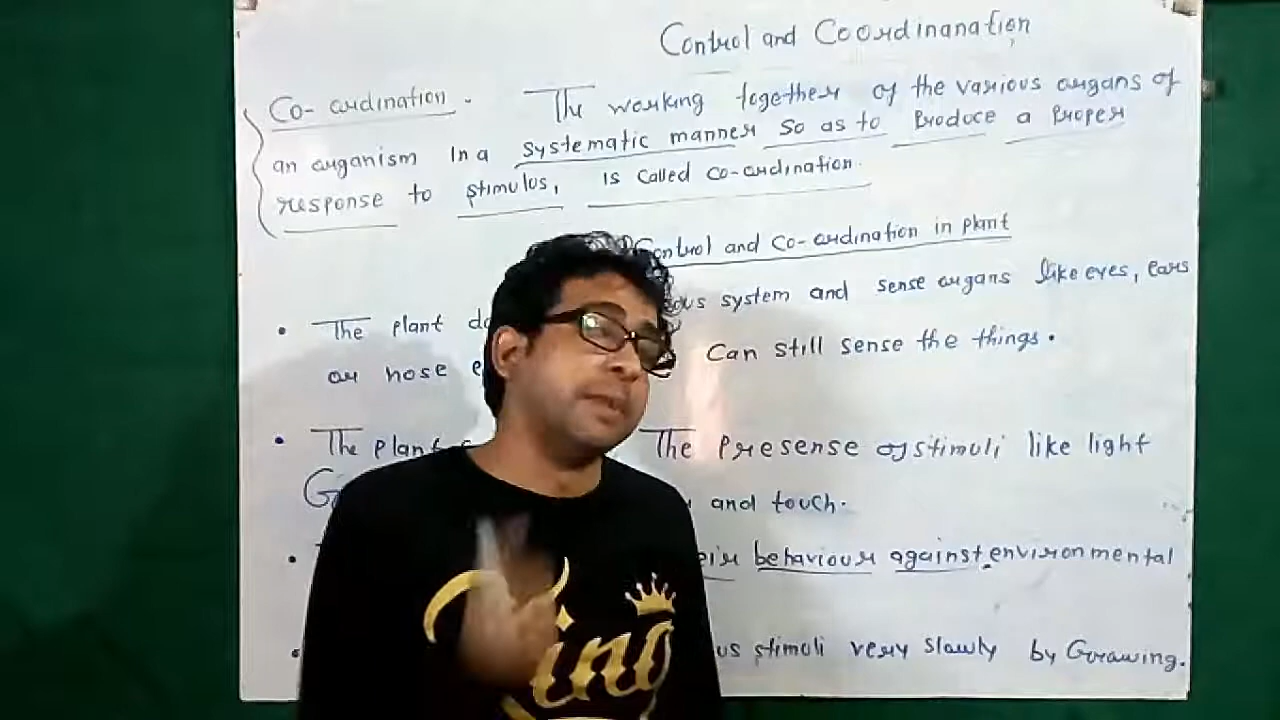 Control and Coordinanation
Co-ordination. The working together of the various organs of
an organism in a systematic manner so as to Produce a Proper
response to stimulus, is called co-ordination.
Control and co-ordination in plant
• The plant system and sense organs like eyes, ears
or nose can still sense the things.
• The plant The Presense of stimuli like light
and touch.
• behaviour against environmental
• stimuli very slowly by Grawing.
King